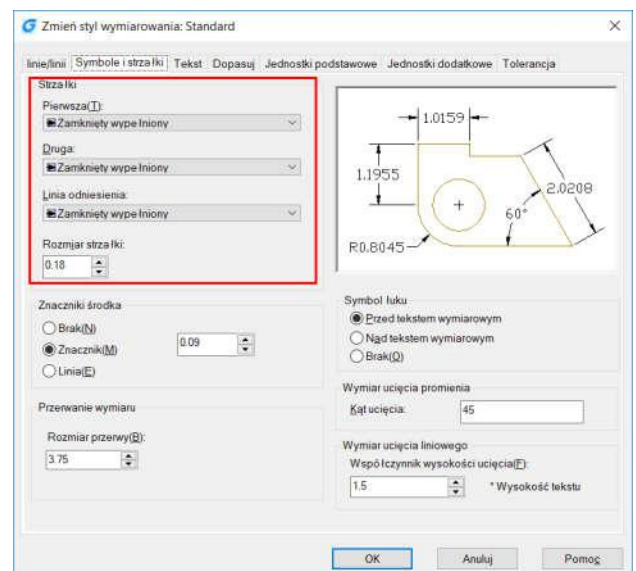 Zmień styl wymiarowania: Standard
linie/linii Symbole i strzałki Tekst Dopasuj Jednostki podstawowe Jednostki dodatkowe Tolerancja
Strzałki
Pierwsza(T):
Zamknięty wypełniony
Druga:
Zamknięty wypełniony
Linia odniesienia:
Zamknięty wypełniony
Rozmjar strzałki:
0.18
1.0159
1.1955
2.0208
60°
R0.8045
Znaczniki środka
Brak(N)
Znacznik(M)
Linia(E)
0.09
Przerwanie wymiaru
Rozmiar przerwy(B):
3.75
Symbol łuku
Przed tekstem wymiarowym
Nad tekstem wymiarowym
Brak(O)
Wymiar ucięcia promienia
Kąt ucięcia:
45
Wymiar ucięcia liniowego
Współczynnik wysokości ucięcia(F):
1.5
* Wysokość tekstu
OK
Anuluj
Pomoc